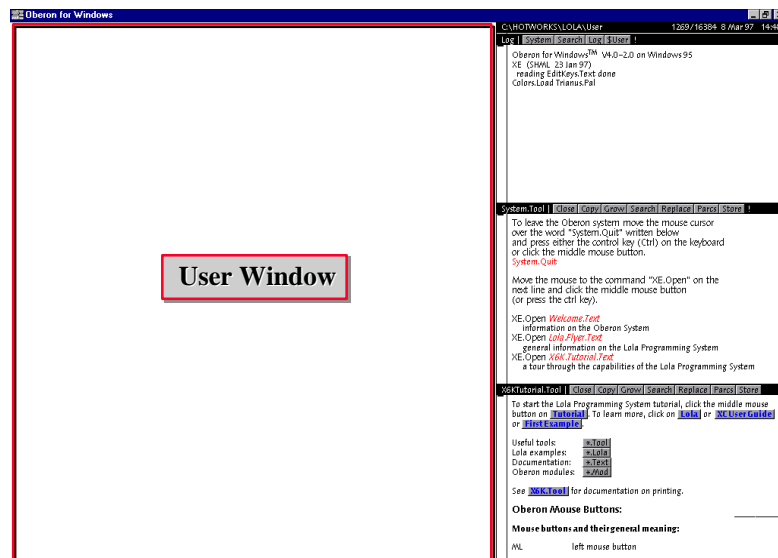 Oberon for Windows
C:\HOTWORKS\LOLA\User 1269/16384 8 Mar 97
Log | System | Search | Log | $User | !
Oberon for Windows™ V4.0-2.0 on Windows 95
XE (SHML 23 Jan 97)
reading EditKeys.Text done
Colors.Load Trianus.Pal
User Window
System.Tool | Close | Copy | Grow | Search | Replace | Parcs | Store | !
To leave the Oberon system move the mouse cursor
over the word "System.Quit" written below
and press either the control key (Ctrl) on the keyboard
or click the middle mouse button.
System.Quit
Move the mouse to the command "XE.Open" on the
next line and click the middle mouse button
(or press the ctrl key).
XE.Open Welcome.Text
information on the Oberon System
XE.Open Lola.Flyer.Text
general information on the Lola Programming System
XE.Open X6K.Tutorial.Text
a tour through the capabilities of the Lola Programming System
X6KTutorial.Tool | Close | Copy | Grow | Search | Replace | Parcs | Store
To start the Lola Programming System tutorial, click the middle mouse
button on Tutorial. To learn more, click on Lola or XCUserGuide
or FirstExample.
Useful tools: *.Tool
Lola examples: *.Lola
Documentation: *.Text
Oberon modules: *.Mod
See X6K.Tool for documentation on printing.
Oberon Mouse Buttons:
Mouse buttons and their general meaning:
ML left mouse button